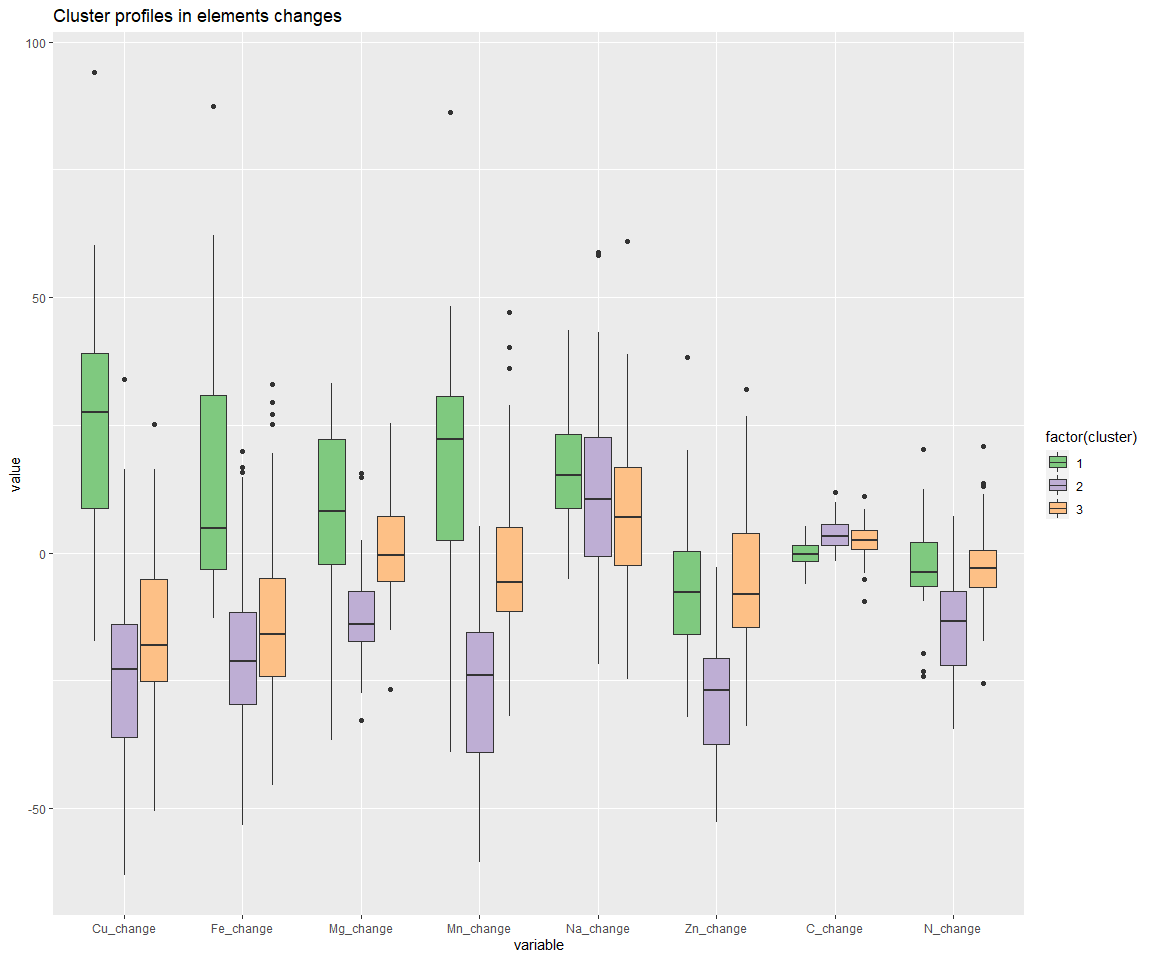 Cluster profiles in elements changes
100
50
0
-50
value
Cu_change Fe_change Mg_change Mn_change Na_change Zn_change C_change N_change
variable
factor(cluster)
1
2
3